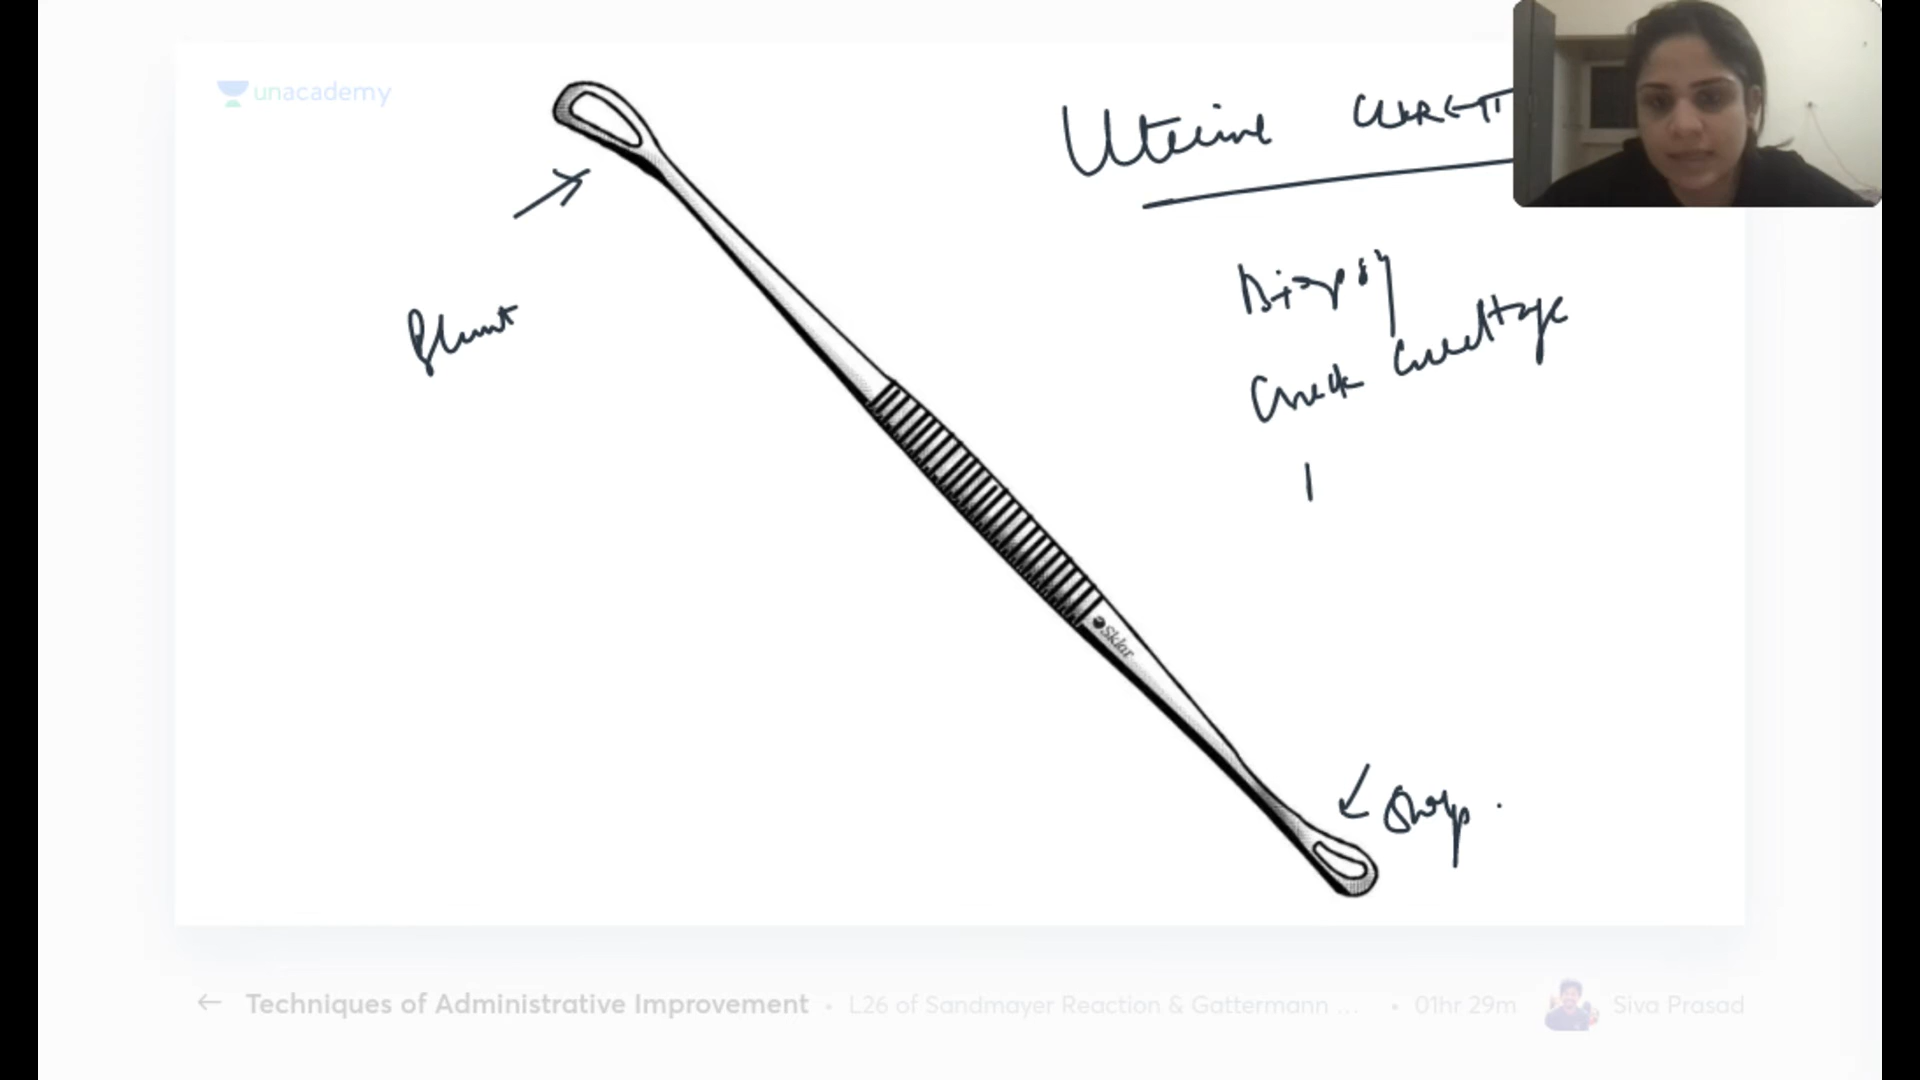 unacademy
Uterine CURETT
Biopsy
Check Curettage
Blunt
Sklar
Sharp.
← Techniques of Administrative Improvement • L26 of Sandmayer Reaction & Gattermann ... • 01hr 29m Siva Prasad